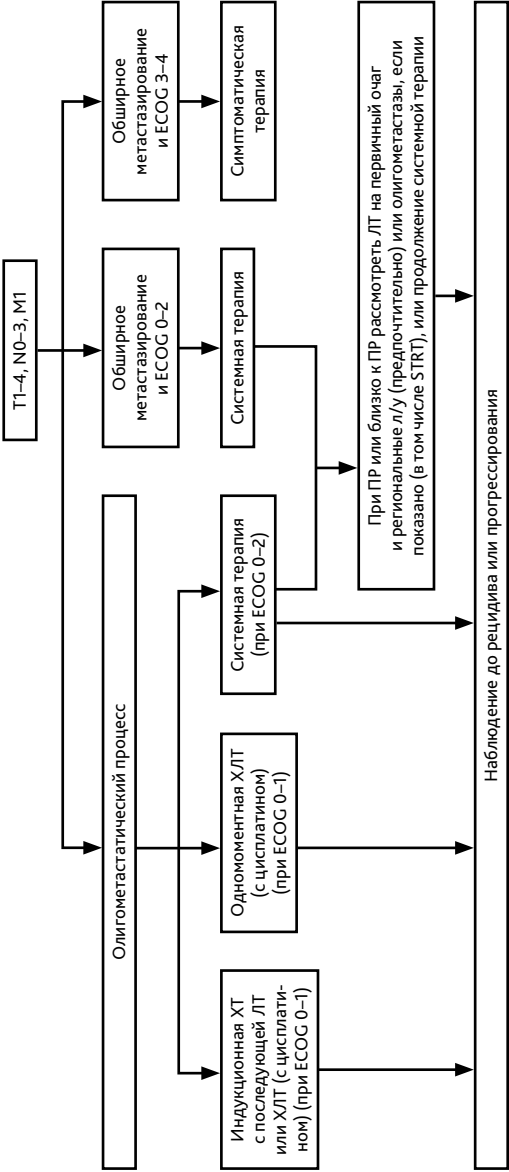 T1–4, N0–3, M1
Олигометастатический процесс
Обширное
метастазирование
и ECOG 0–2
Обширное
метастазирование
и ECOG 3–4
Индукционная ХТ
с последующей ЛТ
или ХЛТ (с цисплати-
ном) (при ECOG 0–1)
Одномоментная ХЛТ
(с цисплатином)
(при ECOG 0–1)
Системная терапия
(при ECOG 0–2)
Системная терапия
Симптоматическая
терапия
При ПР или близко к ПР рассмотреть ЛТ на первичный очаг
и региональные л/у (предпочтительно) или олигометастазы, если
показано (в том числе STRT), или продолжение системной терапии
Наблюдение до рецидива или прогрессирования